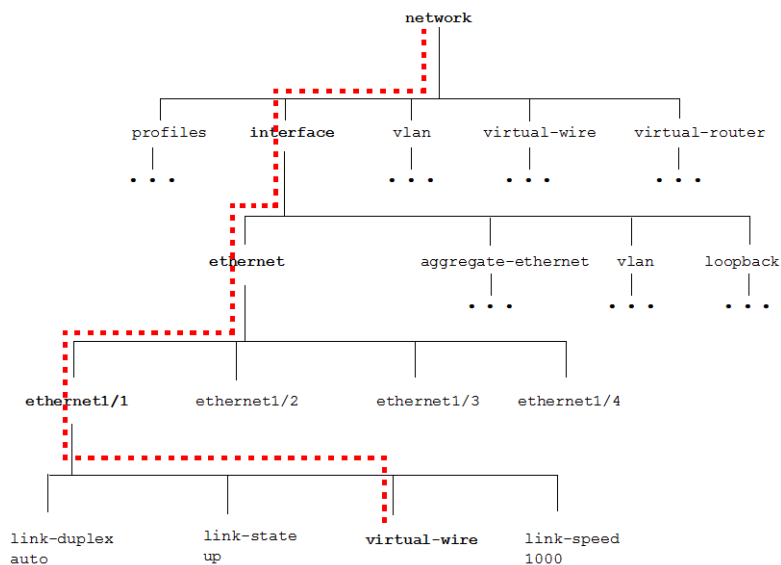 network
profiles interface vlan virtual-wire virtual-router
... ... ... ...
ethernet aggregate-ethernet vlan loopback
... ... ...
ethernet1/1 ethernet1/2 ethernet1/3 ethernet1/4
link-duplex link-state virtual-wire link-speed
auto up 1000